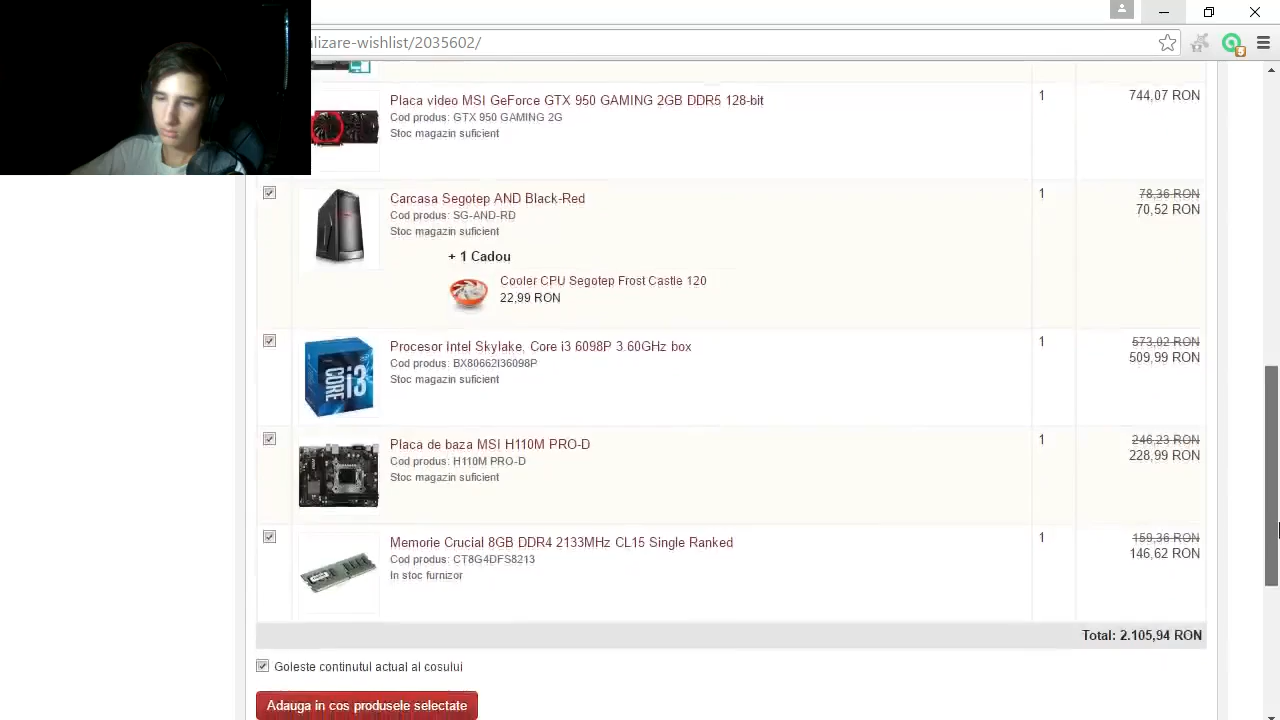 lizare-wishlist/2035602/
Placa video MSI GeForce GTX 950 GAMING 2GB DDR5 128-bit
1
744,07 RON
Cod produs: GTX 950 GAMING 2G
Stoc magazin suficient
Carcasa Segotep AND Black-Red
1
78,36 RON
70,52 RON
Cod produs: SG-AND-RD
Stoc magazin suficient
+ 1 Cadou
Cooler CPU Segotep Frost Castle 120
22,99 RON
Procesor Intel Skylake, Core i3 6098P 3.60GHz box
1
573,02 RON
509,99 RON
Cod produs: BX80662I36098P
Stoc magazin suficient
CORE i3
Placa de baza MSI H110M PRO-D
1
246,23 RON
228,99 RON
Cod produs: H110M PRO-D
Stoc magazin suficient
Memorie Crucial 8GB DDR4 2133MHz CL15 Single Ranked
1
159,36 RON
146,62 RON
Cod produs: CT8G4DFS8213
In stoc furnizor
Total: 2.105,94 RON
Goleste continutul actual al cosului
Adauga in cos produsele selectate